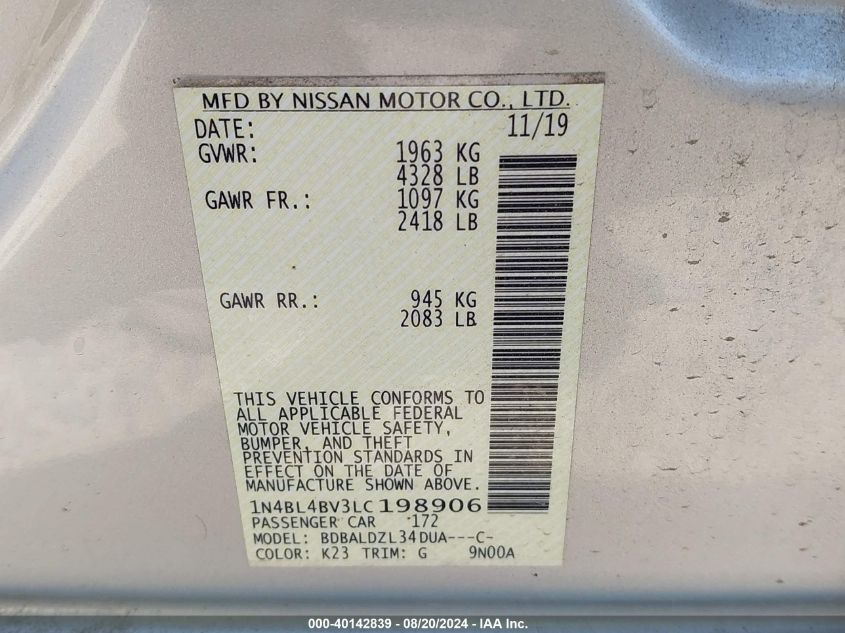 MFD BY NISSAN MOTOR CO., LTD.
DATE: 11/19
GVWR: 1963 KG
4328 LB
GAWR FR.: 1097 KG
2418 LB
GAWR RR.: 945 KG
2083 LB
THIS VEHICLE CONFORMS TO
ALL APPLICABLE FEDERAL
MOTOR VEHICLE SAFETY,
BUMPER, AND THEFT
PREVENTION STANDARDS IN
EFFECT ON THE DATE OF
MANUFACTURE SHOWN ABOVE.
1N4BL4BV3LC198906
PASSENGER CAR 172
MODEL: BDBALDZL34DUA---C-
COLOR: K23 TRIM: G 9N00A
000-40142839 - 08/20/2024 - IAA Inc.